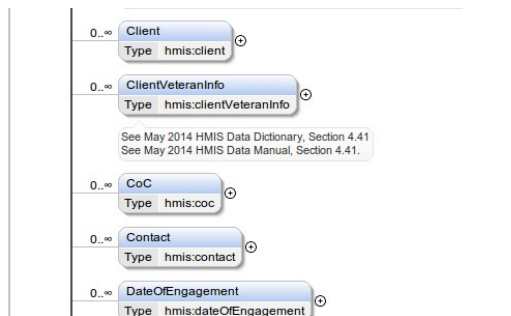 0..∞ Client
Type hmis:client
0..∞ ClientVeteranInfo
Type hmis:clientVeteranInfo
See May 2014 HMIS Data Dictionary, Section 4.41
See May 2014 HMIS Data Manual, Section 4.41.
0..∞ CoC
Type hmis:coc
0..∞ Contact
Type hmis:contact
0..∞ DateOfEngagement
Type hmis:dateOfEngagement